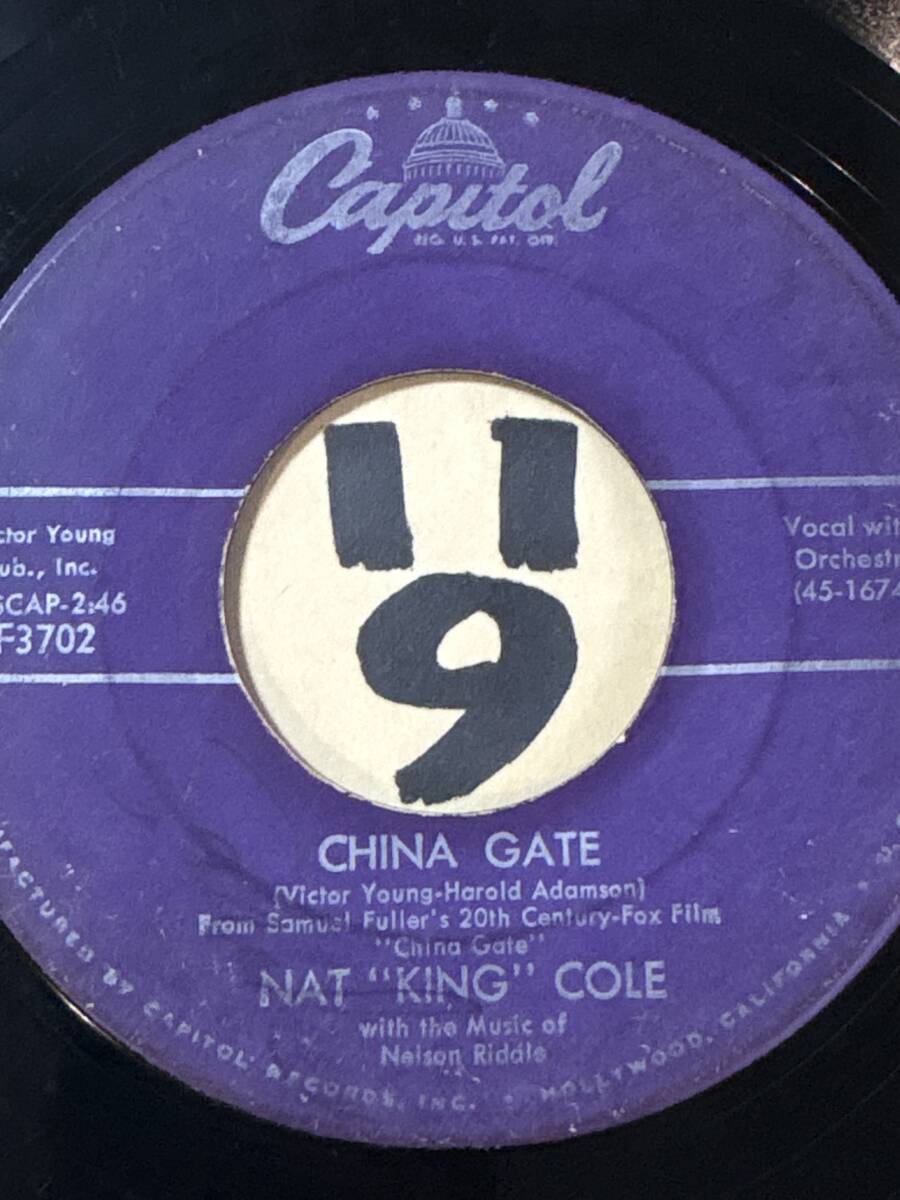 Capitol
REG. U.S. PAT. OFF.
11
9
ctor Young
ub., Inc.
SCAP-2:46
F3702
Vocal wit
Orchestr
(45-1674
CHINA GATE
(Victor Young-Harold Adamson)
From Samuel Fuller's 20th Century-Fox Film
"China Gate"
NAT "KING" COLE
with the Music of
Nelson Riddle
FACTURED BY CAPITOL RECORDS, INC. • HOLLYWOOD, CALIFORNIA •